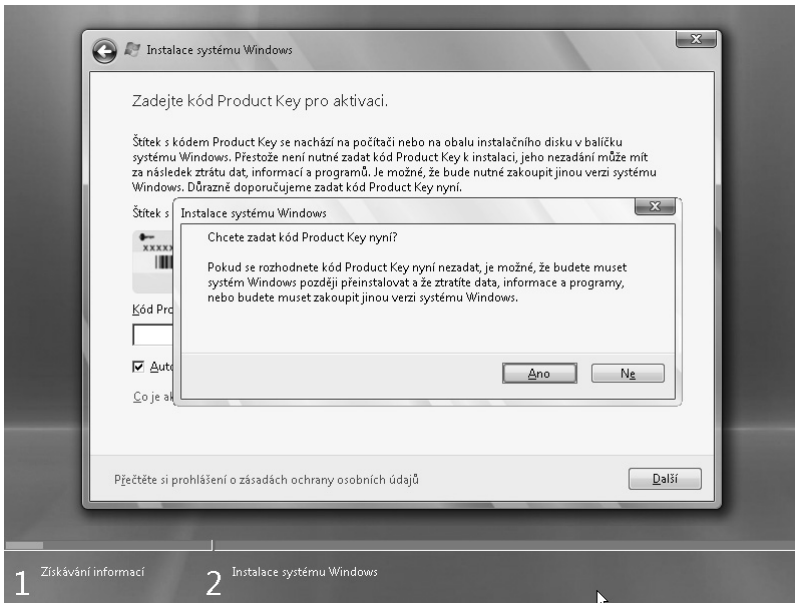 Instalace systému Windows
Zadejte kód Product Key pro aktivaci.
Štítek s kódem Product Key se nachází na počítači nebo na obalu instalačního disku v balíčku
systému Windows. Přestože není nutné zadat kód Product Key k instalaci, jeho nezadání může mít
za následek ztrátu dat, informací a programů. Je možné, že bude nutné zakoupit jinou verzi systému
Windows. Důrazně doporučujeme zadat kód Product Key nyní.
Štítek s
Instalace systému Windows
Chcete zadat kód Product Key nyní?
XXXXX
Pokud se rozhodnete kód Product Key nyní nezadat, je možné, že budete muset
systém Windows později přeinstalovat a že ztratíte data, informace a programy,
nebo budete muset zakoupit jinou verzi systému Windows.
Kód Pro
Auto
Ano
Ne
Co je ak
Přečtěte si prohlášení o zásadách ochrany osobních údajů
Další
1 Získávání informací
2 Instalace systému Windows